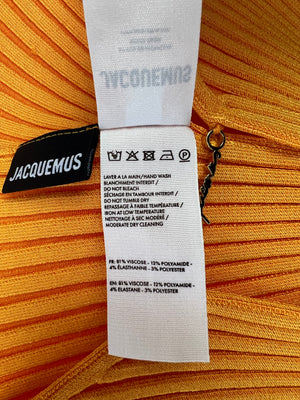 JACQUEMUS
JACQUEMUS
LAVER A LA MAIN/HAND WASH
BLANCHIMENT INTERDIT /
DO NOT BLEACH
SÉCHAGE EN TAMBOUR INTERDIT /
DO NOT TUMBLE DRY
REPASSAGE À FAIBLE TEMPÉRATURE /
IRON AT LOW TEMPERATURE
NETTOYAGE À SEC MODÉRÉ /
MODERATE DRY CLEANING
FR: 81% VISCOSE - 12% POLYAMIDE -
4% ÉLASTHANNE - 3% POLYESTER
EN: 81% VISCOSE - 12% POLYAMIDE -
4% ELASTANE - 3% POLYESTER